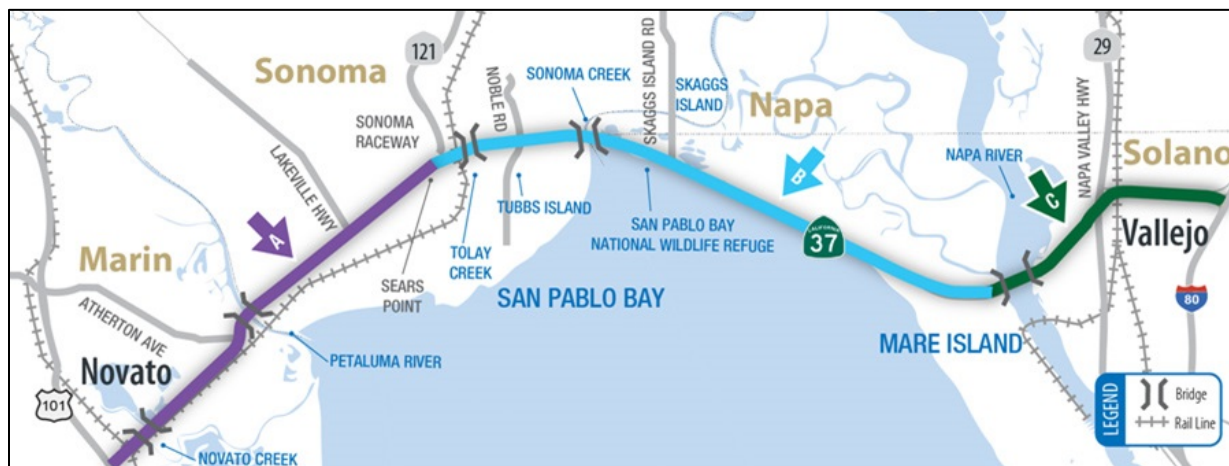 Sonoma
121
SONOMA
RACEWAY
NOBLE RD
SONOMA CREEK
SKAGGS ISLAND RD
SKAGGS
ISLAND
Napa
29
NAPA VALLEY HWY
Solano
NAPA RIVER
LAKEVILLE HWY
A
B
C
Marin
ATHERTON AVE
SEARS
POINT
TOLAY
CREEK
TUBBS ISLAND
SAN PABLO BAY
NATIONAL WILDLIFE REFUGE
CALIFORNIA
37
Vallejo
80
SAN PABLO BAY
MARE ISLAND
Novato
PETALUMA RIVER
101
NOVATO CREEK
LEGEND
Bridge
Rail Line